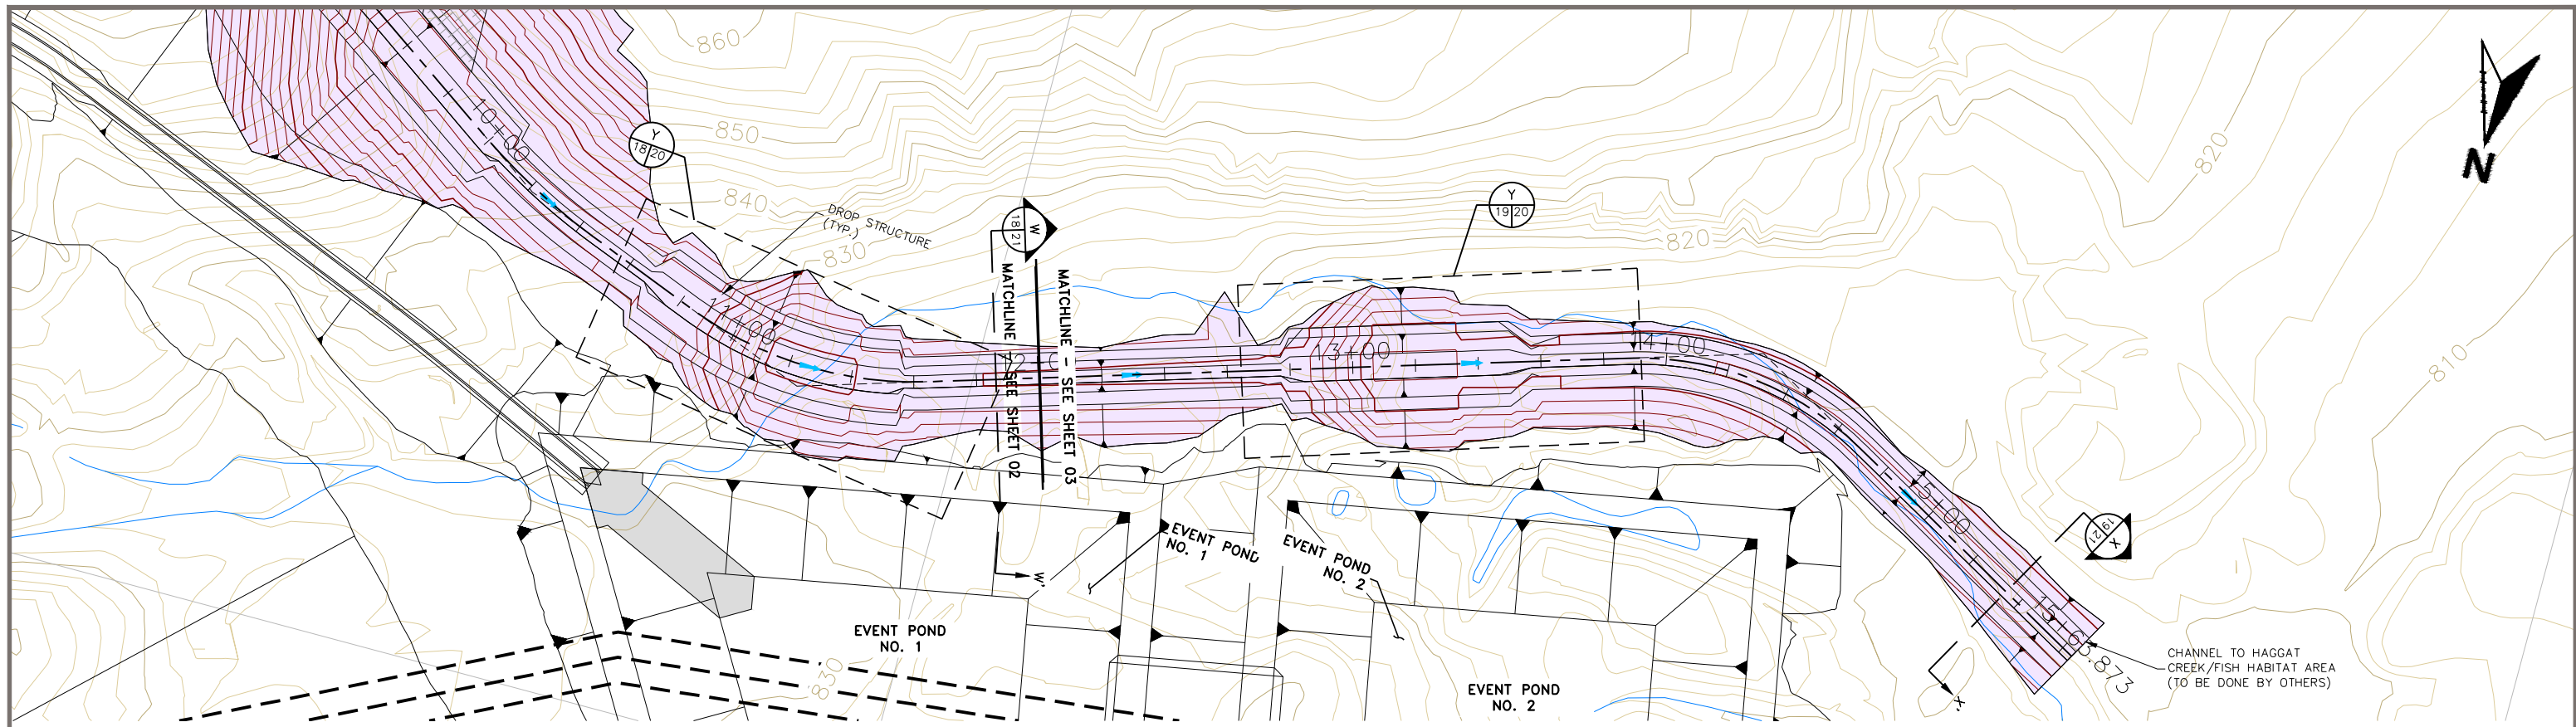 860
850
840
830
820
820
810
830
N
Y
18 20
Y
19 20
W
18 21
X
19 21
10+00
11+00
13+00
14+00
15+00
15+63.873
DROP STRUCTURE
(TYP.)
MATCHLINE - SEE SHEET 02
MATCHLINE - SEE SHEET 03
W'
X'
EVENT POND
NO. 1
EVENT POND
NO. 2
EVENT POND
NO. 1
EVENT POND
NO. 2
CHANNEL TO HAGGAT
CREEK/FISH HABITAT AREA
(TO BE DONE BY OTHERS)